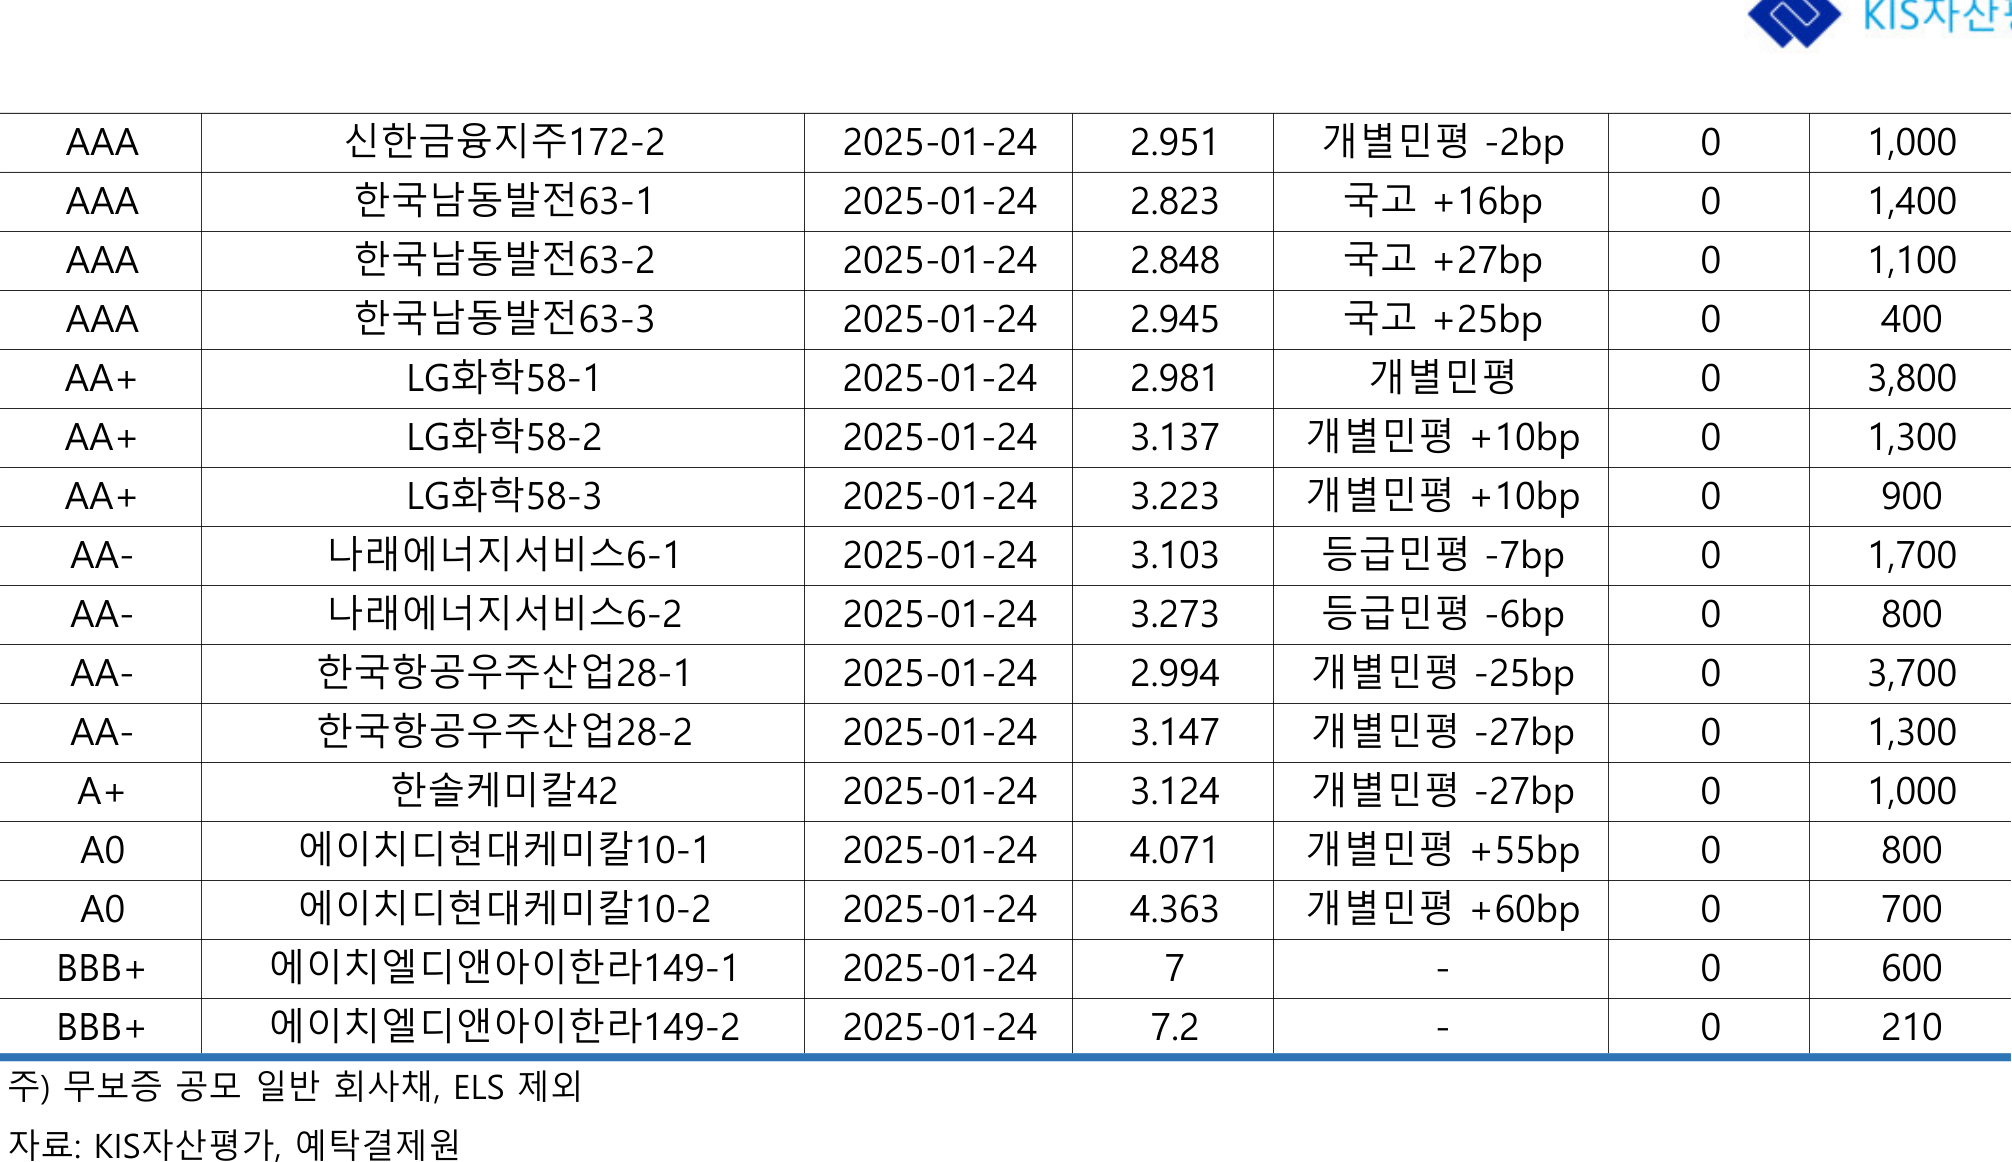 KIS자산
AAA 신한금융지주172-2 2025-01-24 2.951 개별민평 -2bp 0 1,000
AAA 한국남동발전63-1 2025-01-24 2.823 국고 +16bp 0 1,400
AAA 한국남동발전63-2 2025-01-24 2.848 국고 +27bp 0 1,100
AAA 한국남동발전63-3 2025-01-24 2.945 국고 +25bp 0 400
AA+ LG화학58-1 2025-01-24 2.981 개별민평 0 3,800
AA+ LG화학58-2 2025-01-24 3.137 개별민평 +10bp 0 1,300
AA+ LG화학58-3 2025-01-24 3.223 개별민평 +10bp 0 900
AA- 나래에너지서비스6-1 2025-01-24 3.103 등급민평 -7bp 0 1,700
AA- 나래에너지서비스6-2 2025-01-24 3.273 등급민평 -6bp 0 800
AA- 한국항공우주산업28-1 2025-01-24 2.994 개별민평 -25bp 0 3,700
AA- 한국항공우주산업28-2 2025-01-24 3.147 개별민평 -27bp 0 1,300
A+ 한솔케미칼42 2025-01-24 3.124 개별민평 -27bp 0 1,000
A0 에이치디현대케미칼10-1 2025-01-24 4.071 개별민평 +55bp 0 800
A0 에이치디현대케미칼10-2 2025-01-24 4.363 개별민평 +60bp 0 700
BBB+ 에이치엘디앤아이한라149-1 2025-01-24 7 - 0 600
BBB+ 에이치엘디앤아이한라149-2 2025-01-24 7.2 - 0 210
주) 무보증 공모 일반 회사채, ELS 제외
자료: KIS자산평가, 예탁결제원